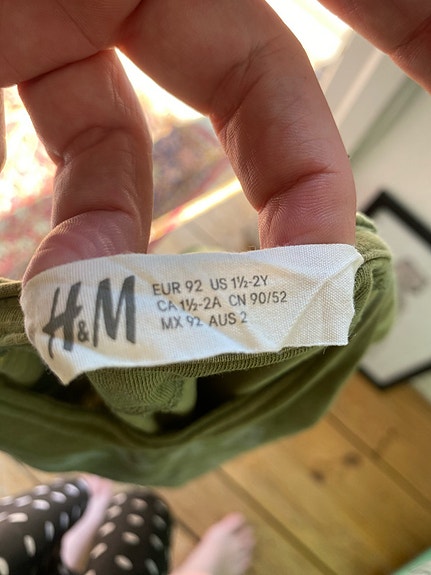 H&M
EUR 92 US 1½-2Y
CA 1½-2A CN 90/52
MX 92 AUS 2